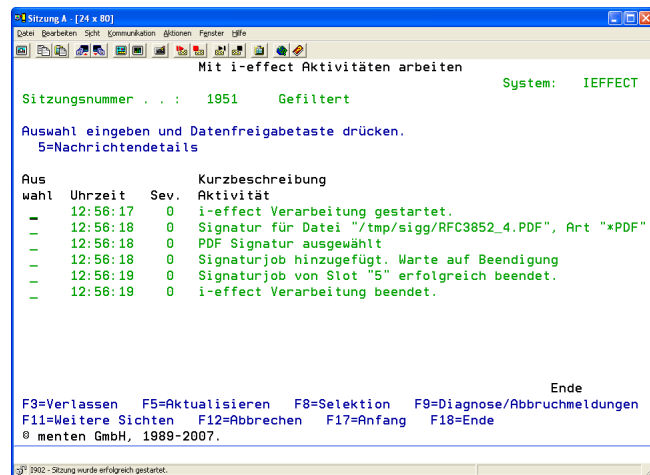 Sitzung A - [24 x 80]
Datei Bearbeiten Sicht Kommunikation Aktionen Fenster Hilfe
Mit i-effect Aktivitäten arbeiten
System: IEFFECT
Sitzungsnummer . . : 1951 Gefiltert
Auswahl eingeben und Datenfreigabetaste drücken.
5=Nachrichtendetails
Aus Kurzbeschreibung
wahl Uhrzeit Sev. Aktivität
_ 12:56:17 0 i-effect Verarbeitung gestartet.
_ 12:56:18 0 Signatur für Datei "/tmp/sigg/RFC3852_4.PDF", Art "*PDF"
_ 12:56:18 0 PDF Signatur ausgewählt
_ 12:56:18 0 Signaturjob hinzugefügt. Warte auf Beendigung
_ 12:56:19 0 Signaturjob von Slot "5" erfolgreich beendet.
_ 12:56:19 0 i-effect Verarbeitung beendet.
Ende
F3=Verlassen F5=Aktualisieren F8=Selektion F9=Diagnose/Abbruchmeldungen
F11=Weitere Sichten F12=Abbrechen F17=Anfang F18=Ende
© menten GmbH, 1989-2007.
I902 - Sitzung wurde erfolgreich gestartet.